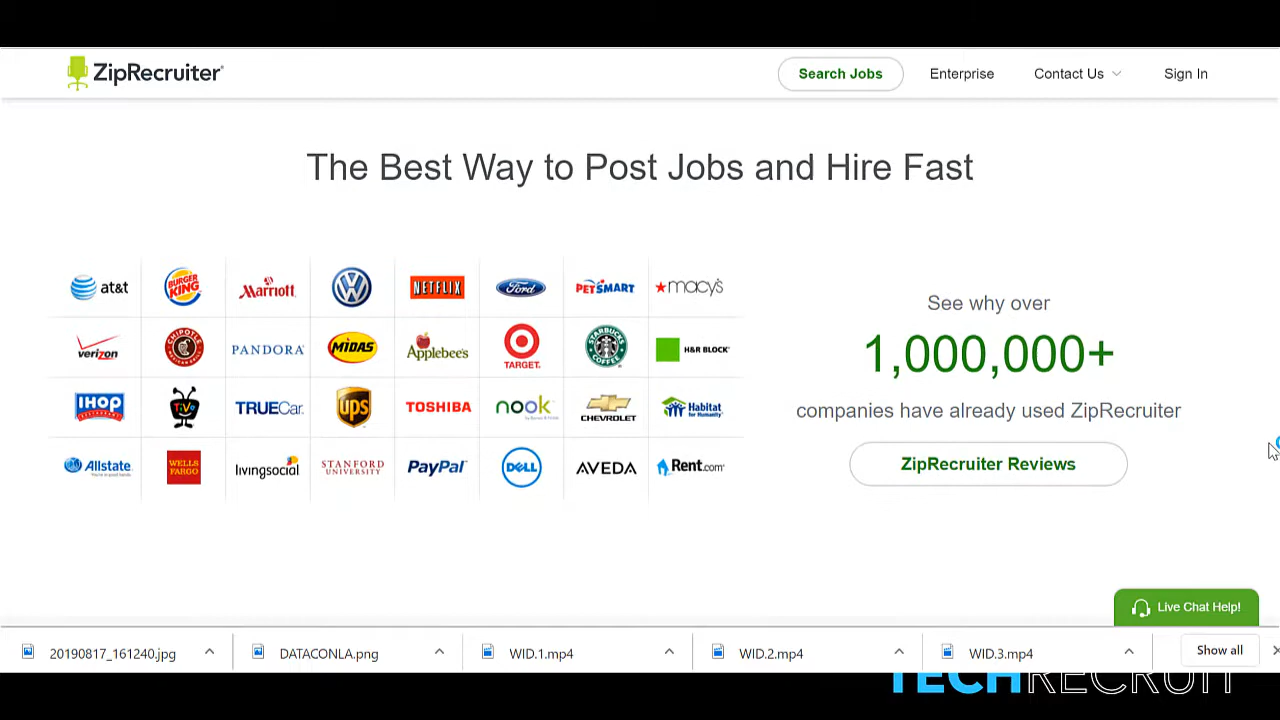 ZipRecruiter
Search Jobs
Enterprise
Contact Us
Sign In
The Best Way to Post Jobs and Hire Fast
at&t
BURGER KING
Marriott
NETFLIX
Ford
PETSMART
macy's
verizon
CHIPOTLE
PANDORA
MIDAS
Applebee's
TARGET
STARBUCKS COFFEE
H&R BLOCK
IHOP
RESTAURANT
TiVo
TRUECar
ups
TOSHIBA
nook
CHEVROLET
Habitat
for Humanity
Allstate
WELLS
FARGO
livingsocial
STANFORD
UNIVERSITY
PayPal
DELL
AVEDA
Rent.com
See why over
1,000,000+
companies have already used ZipRecruiter
ZipRecruiter Reviews
Live Chat Help!
20190817_161240.jpg
DATACONLA.png
WID.1.mp4
WID.2.mp4
WID.3.mp4
Show all
TECHRECRUIT